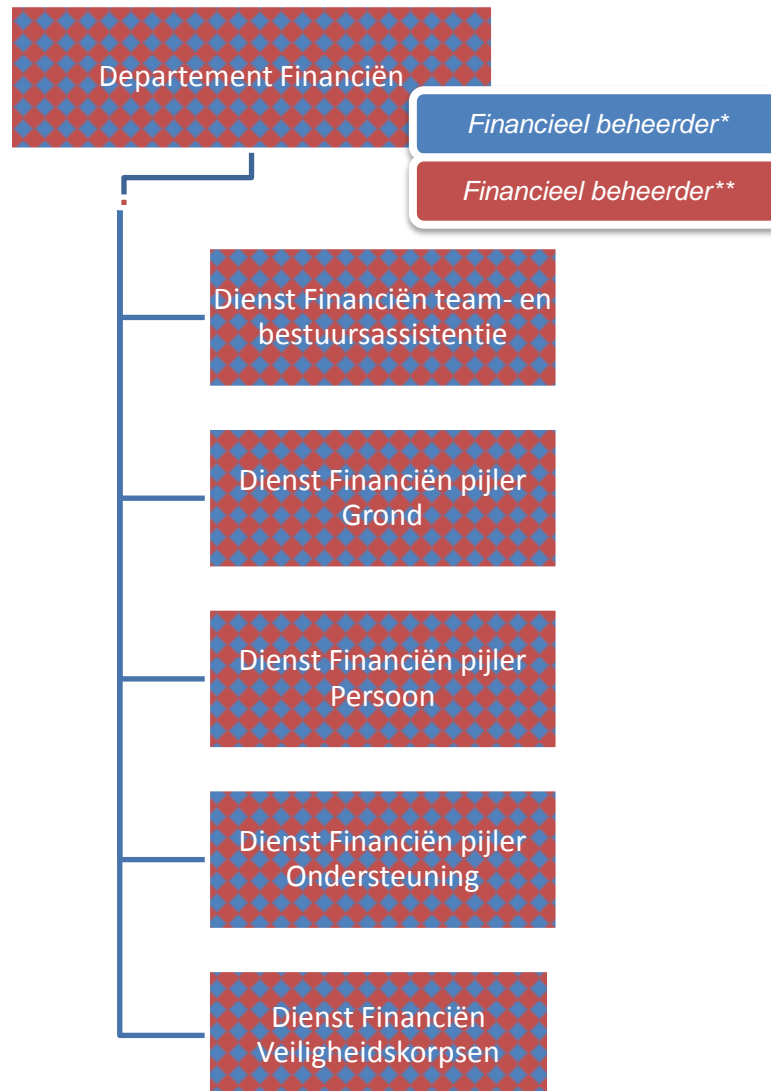 Departement Financiën
Financieel beheerder*
Financieel beheerder**
Dienst Financiën team- en
bestuursassistentie
Dienst Financiën pijler
Grond
Dienst Financiën pijler
Persoon
Dienst Financiën pijler
Ondersteuning
Dienst Financiën
Veiligheidskorpsen